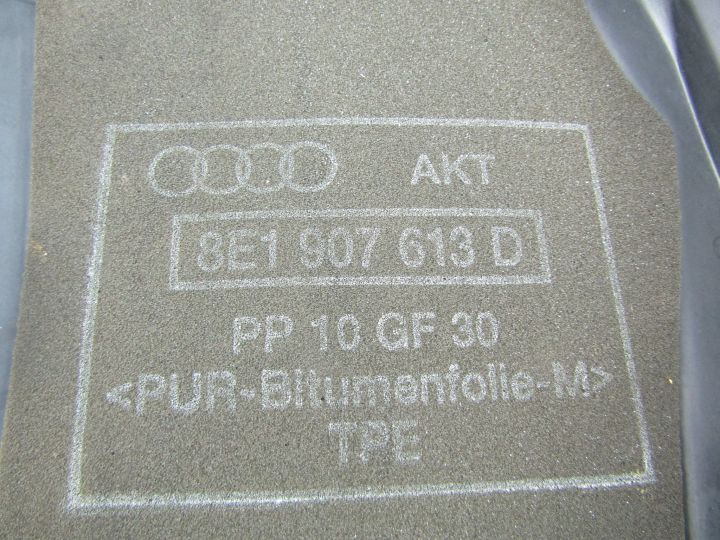 AKT
8E1 907 613 D
PP 10 GF 30
<PUR-Bitumenfolie-M>
TPE